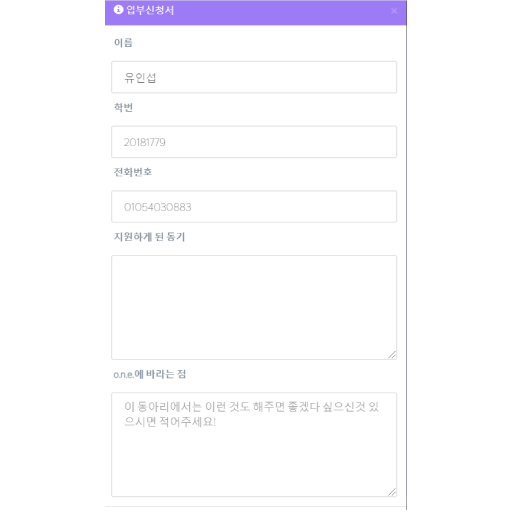 입부신청서
이름
유인섭
학번
20181779
전화번호
01054030883
지원하게 된 동기
o.n.e.에 바라는 점
이 동아리에서는 이런 것도 해주면 좋겠다 싶으신것 있
으시면 적어주세요!